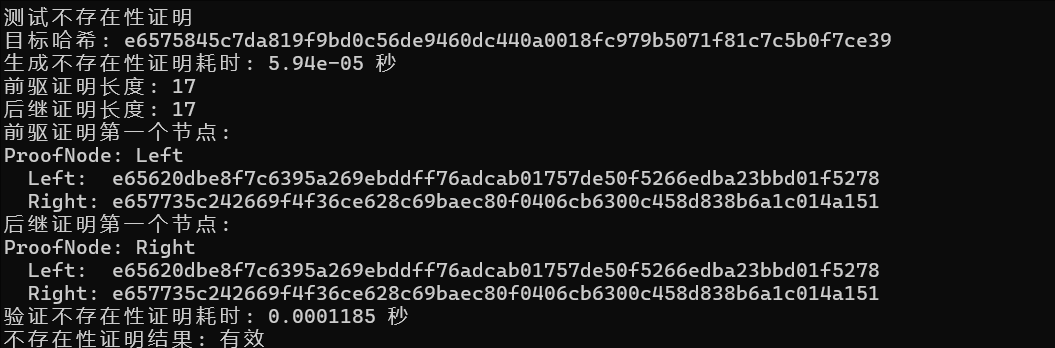 测试不存在性证明
目标哈希: e6575845c7da819f9bd0c56de9460dc440a0018fc979b5071f81c7c5b0f7ce39
生成不存在性证明耗时: 5.94e-05 秒
前驱证明长度: 17
后继证明长度: 17
前驱证明第一个节点:
ProofNode: Left
  Left:  e65620dbe8f7c6395a269ebddff76adcab01757de50f5266edba23bbd01f5278
  Right: e657735c242669f4f36ce628c69baec80f0406cb6300c458d838b6a1c014a151
后继证明第一个节点:
ProofNode: Right
  Left:  e65620dbe8f7c6395a269ebddff76adcab01757de50f5266edba23bbd01f5278
  Right: e657735c242669f4f36ce628c69baec80f0406cb6300c458d838b6a1c014a151
验证不存在性证明耗时: 0.0001185 秒
不存在性证明结果: 有效